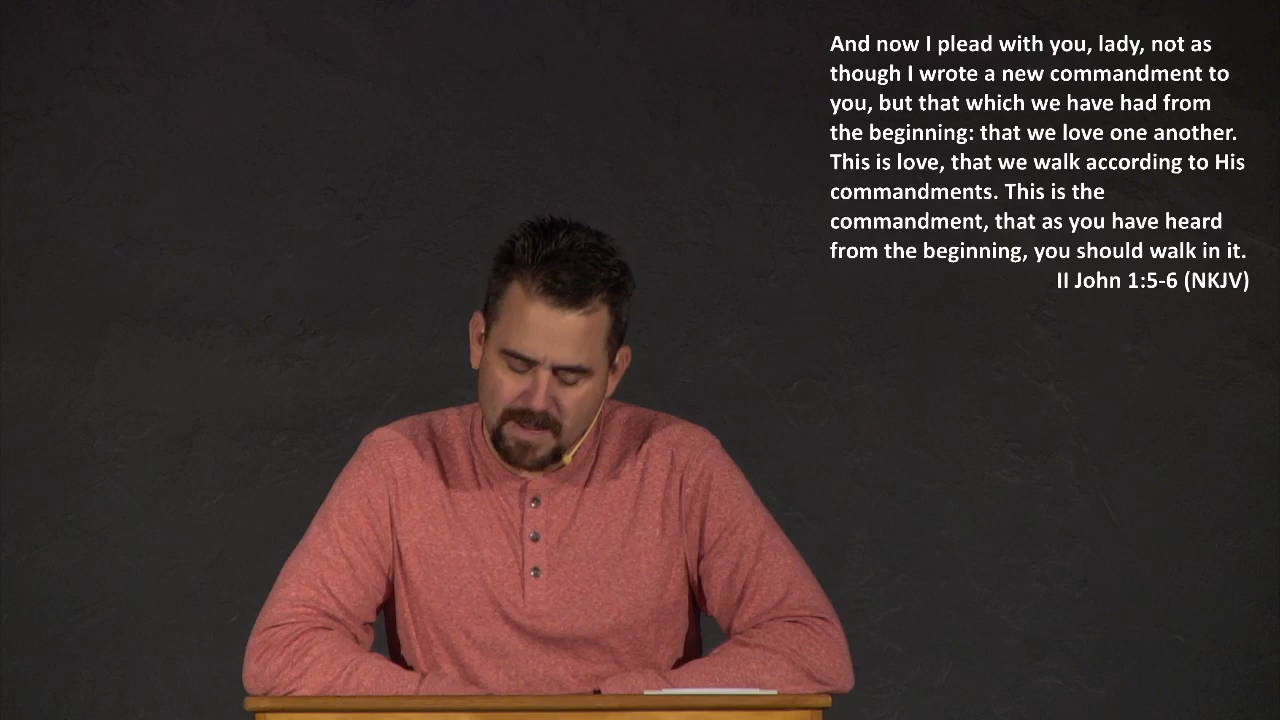 And now I plead with you, lady, not as
though I wrote a new commandment to
you, but that which we have had from
the beginning: that we love one another.
This is love, that we walk according to His
commandments. This is the
commandment, that as you have heard
from the beginning, you should walk in it.
II John 1:5-6 (NKJV)